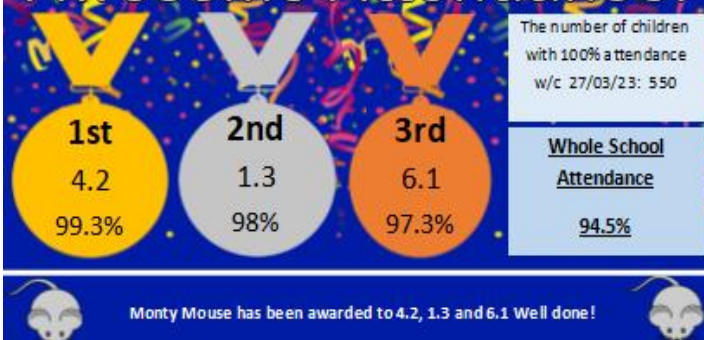 1st
4.2
99.3%
2nd
1.3
98%
3rd
6.1
97.3%
The number of children
with 100% attendance
w/c 27/03/23: 550
Whole School
Attendance
94.5%
Monty Mouse has been awarded to 4.2, 1.3 and 6.1 Well done!